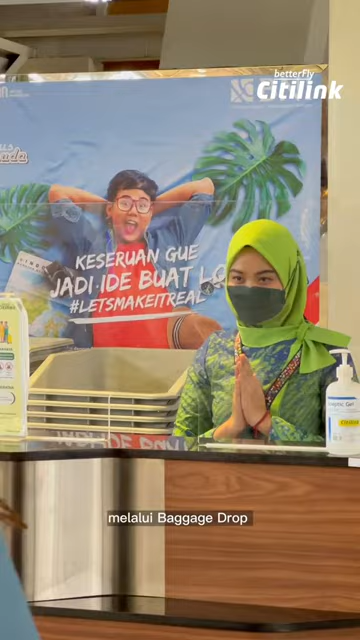 betterFly
Citilink
KESERUAN GUE
JADI IDE BUAT LO
#LETSMAKEITREAL
melalui Baggage Drop